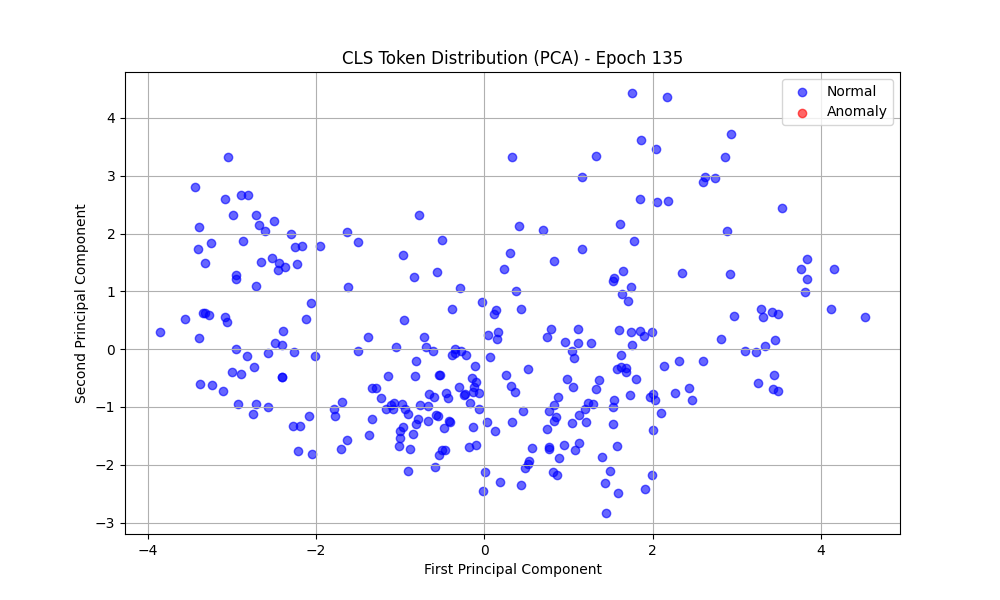 CLS Token Distribution (PCA) - Epoch 135
Normal
Anomaly
Second Principal Component
4
3
2
1
0
−1
−2
−3
−4
−2
0
2
4
First Principal Component